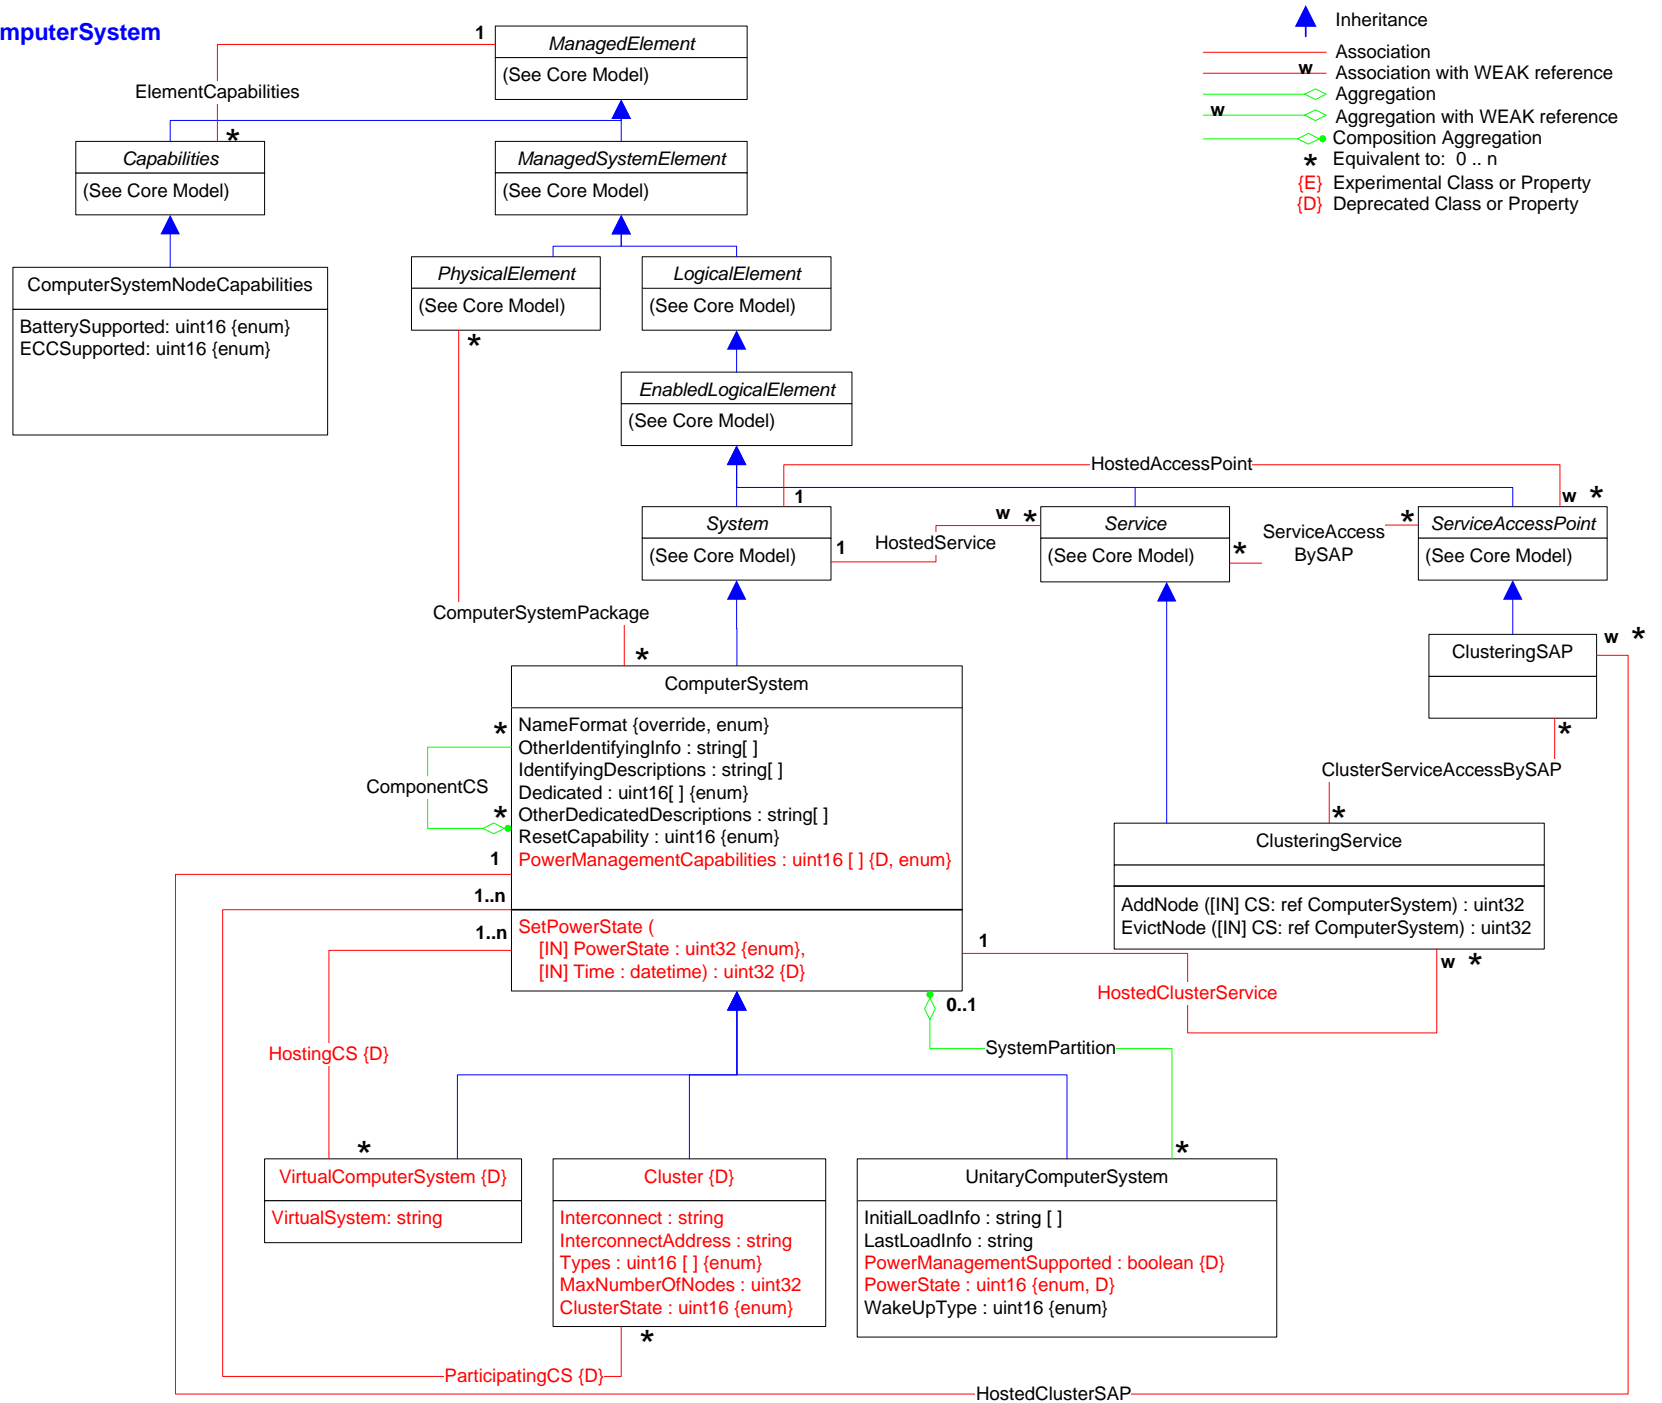 mputerSystem
Inheritance
Association
w
Association with WEAK reference
Aggregation
w
Aggregation with WEAK reference
Composition Aggregation
* Equivalent to: 0 .. n
{E} Experimental Class or Property
{D} Deprecated Class or Property
1
ManagedElement
(See Core Model)
ElementCapabilities
*
Capabilities
(See Core Model)
ManagedSystemElement
(See Core Model)
ComputerSystemNodeCapabilities
BatterySupported: uint16 {enum}
ECCSupported: uint16 {enum}
PhysicalElement
(See Core Model)
*
LogicalElement
(See Core Model)
EnabledLogicalElement
(See Core Model)
HostedAccessPoint
1
w *
System
(See Core Model)
1
HostedService
w *
Service
(See Core Model)
*
ServiceAccess
BySAP
*
ServiceAccessPoint
(See Core Model)
ComputerSystemPackage
*
w *
ClusteringSAP
*
ClusterServiceAccessBySAP
*
ComputerSystem
NameFormat {override, enum}
OtherIdentifyingInfo : string[ ]
IdentifyingDescriptions : string[ ]
Dedicated : uint16[ ] {enum}
OtherDedicatedDescriptions : string[ ]
ResetCapability : uint16 {enum}
PowerManagementCapabilities : uint16 [ ] {D, enum}
SetPowerState (
[IN] PowerState : uint32 {enum},
[IN] Time : datetime) : uint32 {D}
*
ComponentCS
*
1
1..n
1..n
ClusteringService
AddNode ([IN] CS: ref ComputerSystem) : uint32
EvictNode ([IN] CS: ref ComputerSystem) : uint32
1
w *
HostedClusterService
0..1
SystemPartition
*
HostingCS {D}
*
VirtualComputerSystem {D}
VirtualSystem: string
Cluster {D}
Interconnect : string
InterconnectAddress : string
Types : uint16 [ ] {enum}
MaxNumberOfNodes : uint32
ClusterState : uint16 {enum}
*
UnitaryComputerSystem
InitialLoadInfo : string [ ]
LastLoadInfo : string
PowerManagementSupported : boolean {D}
PowerState : uint16 {enum, D}
WakeUpType : uint16 {enum}
ParticipatingCS {D}
HostedClusterSAP